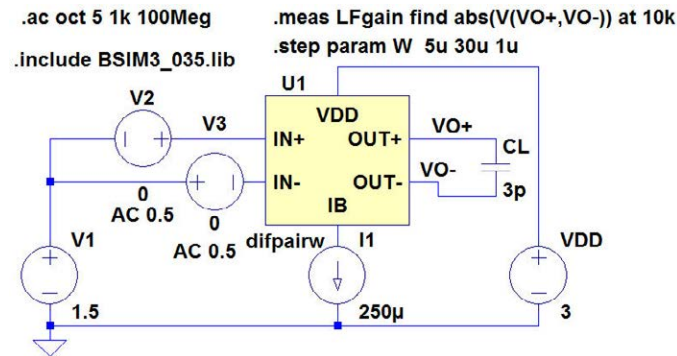 .ac oct 5 1k 100Meg
.meas LFgain find abs(V(VO+,VO-)) at 10k
.include BSIM3_035.lib
.step param W 5u 30u 1u
U1
V2
VDD
V3
VO+
IN+
OUT+
CL
VO-
IN-
OUT-
3p
0
AC 0.5
IB
0
AC 0.5
difpairw
I1
V1
VDD
1.5
250µ
3